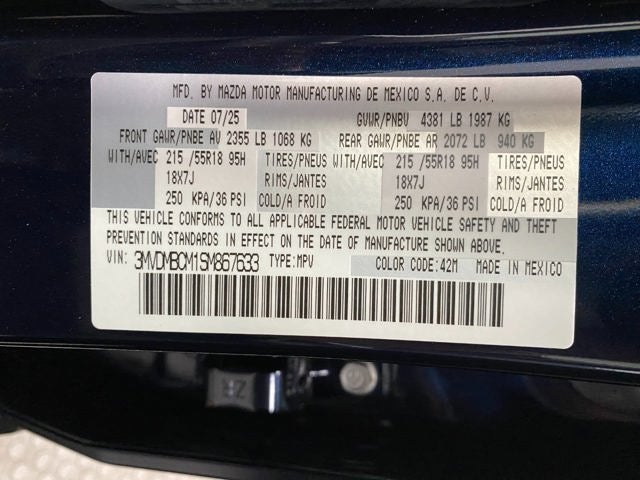 MFD. BY MAZDA MOTOR MANUFACTURING DE MEXICO S.A. DE C.V.
DATE 07/25 GVWR/PNBV 4381 LB 1987 KG
FRONT GAWR/PNBE AV 2355 LB 1068 KG REAR GAWR/PNBE AR 2072 LB 940 KG
WITH/AVEC 215 /55R18 95H TIRES/PNEUS WITH/AVEC 215 /55R18 95H TIRES/PNEUS
18X7J RIMS/JANTES 18X7J RIMS/JANTES
250 KPA/36 PSI COLD/A FROID 250 KPA/36 PSI COLD/A FROID
THIS VEHICLE CONFORMS TO ALL APPLICABLE FEDERAL MOTOR VEHICLE SAFETY AND THEFT
PREVENTION STANDARDS IN EFFECT ON THE DATE OF MANUFACTURE SHOWN ABOVE.
VIN: 3MVDMBCM1SM867633 TYPE: MPV COLOR CODE: 42M MADE IN MEXICO
ZR